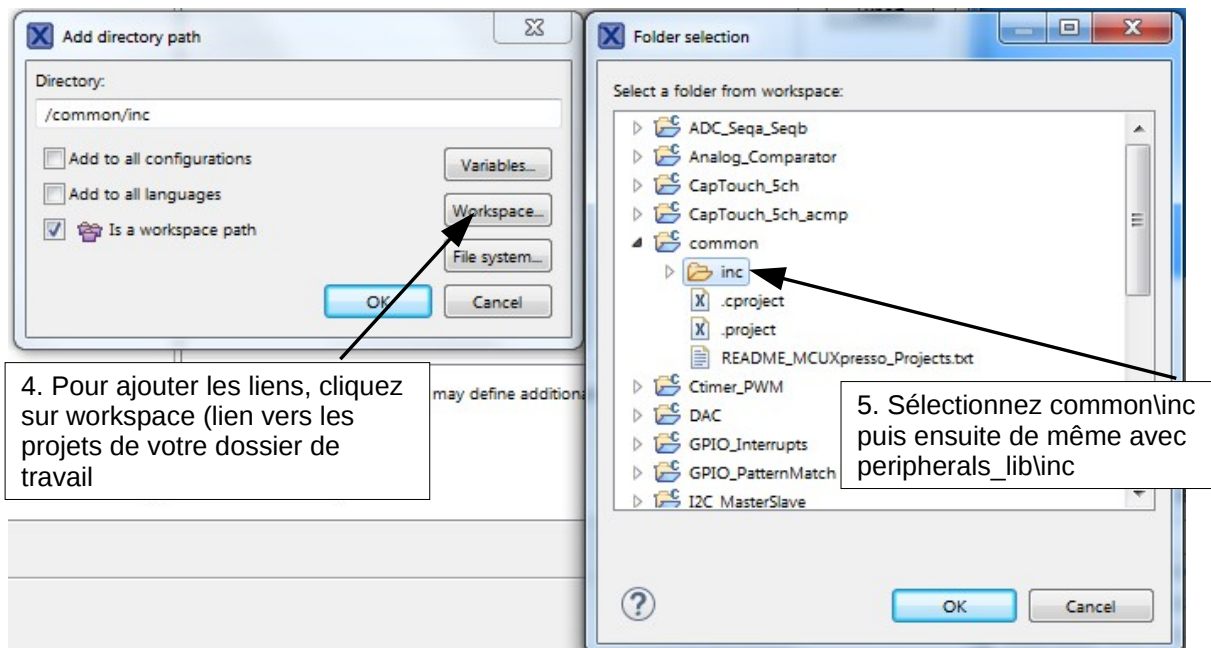 Add directory path
Directory:
/common/inc
Add to all configurations
Variables...
Add to all languages
Workspace...
Is a workspace path
File system...
OK
Cancel
4. Pour ajouter les liens, cliquez
sur workspace (lien vers les
projets de votre dossier de
travail
may define additiona
Folder selection
Select a folder from workspace:
ADC_Seqa_Seqb
Analog_Comparator
CapTouch_5ch
CapTouch_5ch_acmp
common
inc
.cproject
.project
README_MCUXpresso_Projects.txt
Ctimer_PWM
DAC
GPIO_Interrupts
GPIO_PatternMatch
I2C_MasterSlave
5. Sélectionnez common\inc
puis ensuite de même avec
peripherals_lib\inc
OK
Cancel